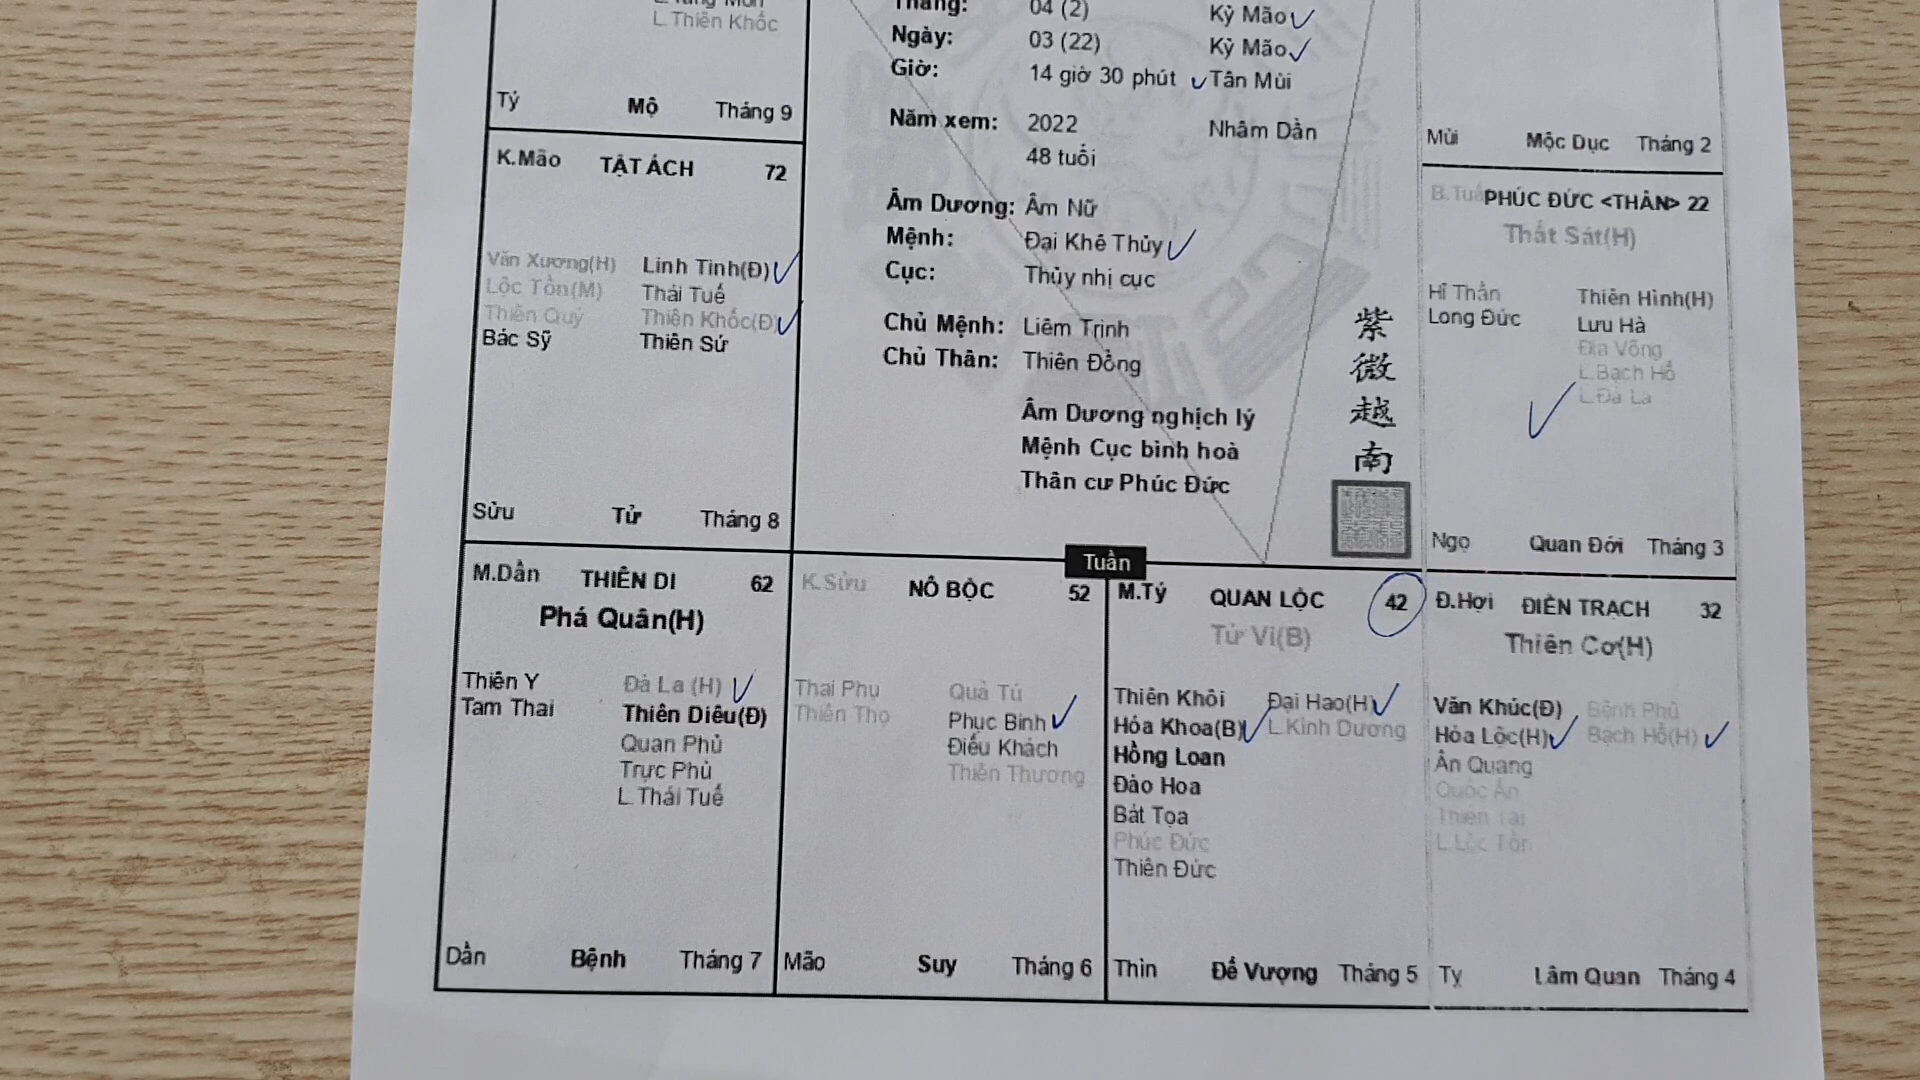 L.Thiên Khốc
Tý Mộ Tháng 9
Tháng: 04 (2) Kỷ Mão
Ngày: 03 (22) Kỷ Mão
Giờ: 14 giờ 30 phút Tân Mùi
Năm xem: 2022 Nhâm Dần
48 tuổi
Âm Dương: Âm Nữ
Mệnh: Đại Khê Thủy
Cục: Thủy nhị cục
Chủ Mệnh: Liêm Trinh
Chủ Thân: Thiên Đồng
Âm Dương nghịch lý
Mệnh Cục bình hoà
Thân cư Phúc Đức
紫
微
越
南
Mùi Mộc Dục Tháng 2
K.Mão TẬT ÁCH 72
Văn Xương(H) Linh Tinh(Đ)
Lộc Tồn(M) Thái Tuế
Thiên Quý Thiên Khốc(Đ)
Bác Sỹ Thiên Sứ
Sửu Tử Tháng 8
B.Tuất PHÚC ĐỨC <THÂN> 22
Thất Sát(H)
Hỉ Thần Thiên Hình(H)
Long Đức Lưu Hà
Địa Võng
L.Bạch Hổ
L.Đà La
Ngọ Quan Đới Tháng 3
M.Dần THIÊN DI 62
Phá Quân(H)
Thiên Y Đà La (H)
Tam Thai Thiên Diêu(Đ)
Quan Phủ
Trực Phù
L.Thái Tuế
Dần Bệnh Tháng 7
K.Sửu NÔ BỘC 52
Thai Phụ Quả Tú
Thiên Thọ Phục Binh
Điếu Khách
Thiên Thương
Mão Suy Tháng 6
Tuần
M.Tý QUAN LỘC 42
Tử Vi(B)
Thiên Khôi Đại Hao(H)
Hóa Khoa(B) L.Kình Dương
Hồng Loan
Đào Hoa
Bát Tọa
Phúc Đức
Thiên Đức
Thìn Đế Vượng Tháng 5
Đ.Hợi ĐIỀN TRẠCH 32
Thiên Cơ(H)
Văn Khúc(Đ) Bệnh Phù
Hóa Lộc(H) Bạch Hổ(H)
Ân Quang
Quốc Ấn
Thiên Tài
L.Lộc Tồn
Tỵ Lâm Quan Tháng 4